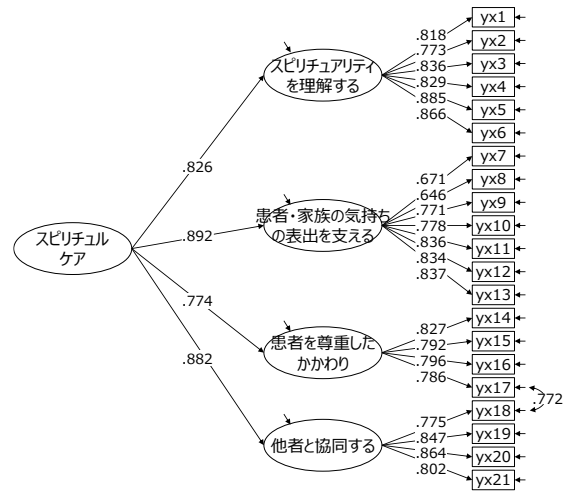 .818
yx1
.773
yx2
.836
yx3
.829
yx4
.885
yx5
.866
yx6
スピリチュアリティ
を理解する
.826
.671
yx7
.646
yx8
.771
yx9
.778
yx10
.836
yx11
.834
yx12
.837
yx13
患者・家族の気持ち
の表出を支える
.892
スピリチュル
ケア
.774
.827
yx14
.792
yx15
.796
yx16
.786
yx17
患者を尊重した
かかわり
.882
.772
.775
yx18
.847
yx19
.864
yx20
.802
yx21
他者と協同する